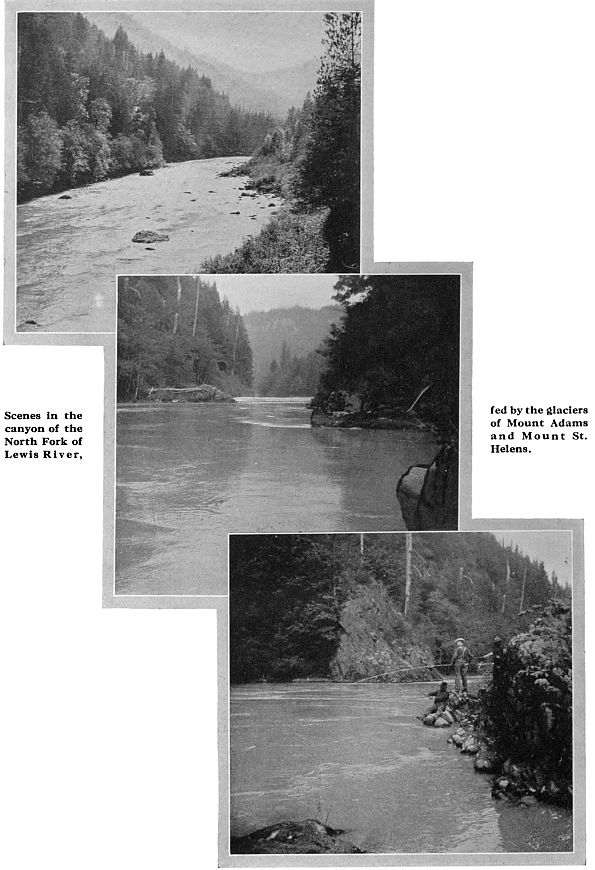 Scenes in the
canyon of the
North Fork of
Lewis River,
fed by the glaciers
of Mount Adams
and Mount St.
Helens.